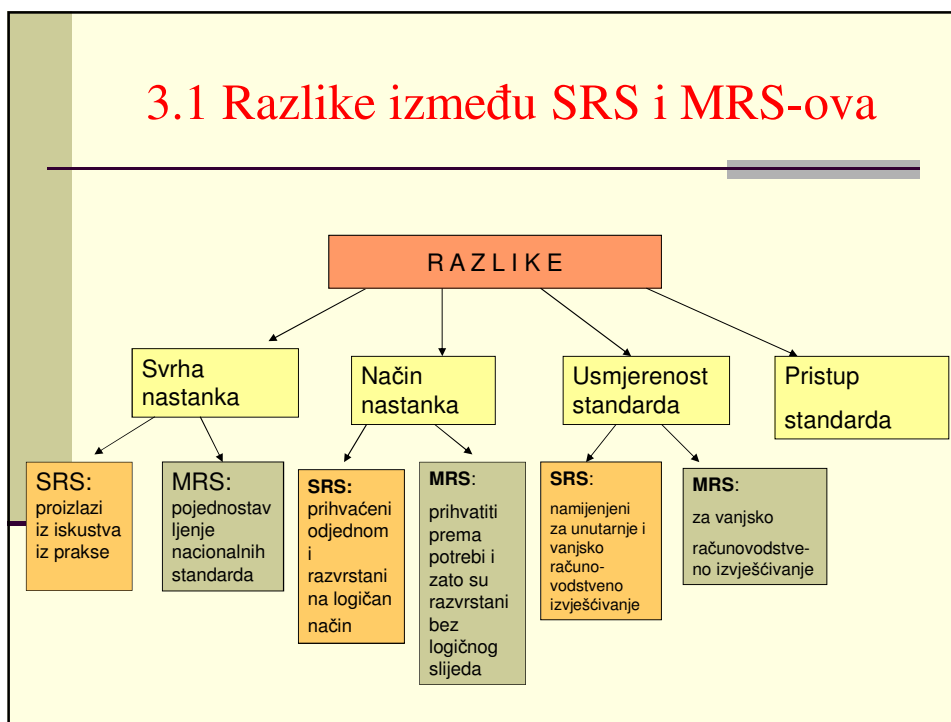 3.1 Razlike između SRS i MRS-ova
R A Z L I K E
Svrha
nastanka
Način
nastanka
Usmjerenost
standarda
Pristup
standarda
SRS:
proizlazi
iz iskustva
iz prakse
MRS:
pojednostav
ljenje
nacionalnih
standarda
SRS:
prihvaćeni
odjednom
i
razvrstani
na logičan
način
MRS:
prihvatiti
prema
potrebi i
zato su
razvrstani
bez
logičnog
slijeda
SRS:
namijenjeni
za unutarnje i
vanjsko
računo-
vodstveno
izvješćivanje
MRS:
za vanjsko
računovodstve-
no izvješćivanje